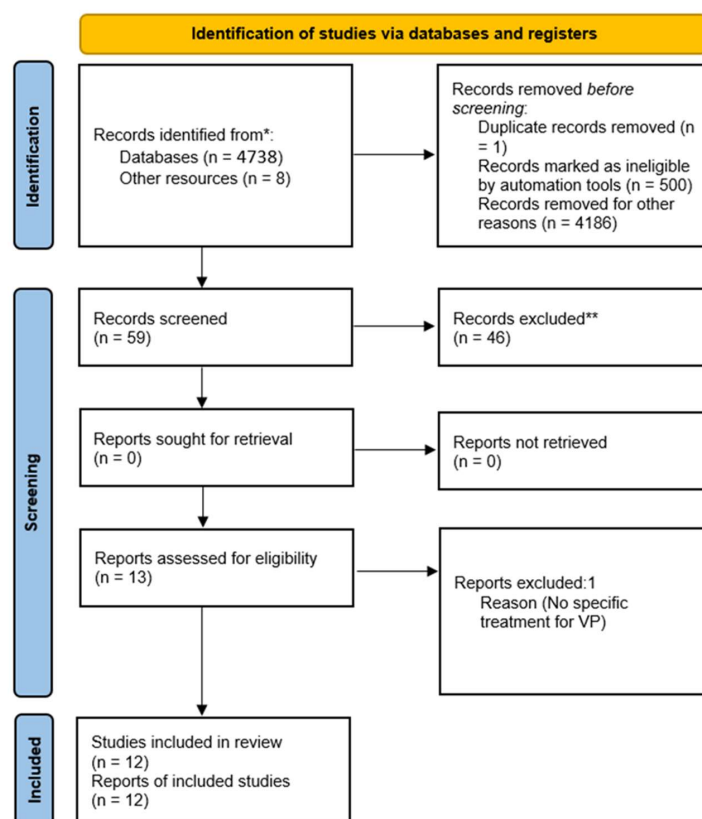 Identification of studies via databases and registers
Identification
Records identified from*:
Databases (n = 4738)
Other resources (n = 8)
Records removed before
screening:
Duplicate records removed (n
= 1)
Records marked as ineligible
by automation tools (n = 500)
Records removed for other
reasons (n = 4186)
Screening
Records screened
(n = 59)
Records excluded**
(n = 46)
Reports sought for retrieval
(n = 0)
Reports not retrieved
(n = 0)
Reports assessed for eligibility
(n = 13)
Reports excluded:1
Reason (No specific
treatment for VP)
Included
Studies included in review
(n = 12)
Reports of included studies
(n = 12)